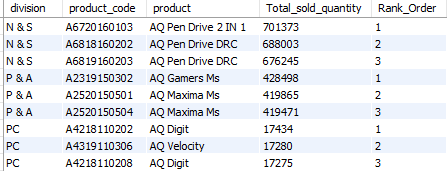 division product_code product Total_sold_quantity Rank_Order
N & S A6720160103 AQ Pen Drive 2 IN 1 701373 1
N & S A6818160202 AQ Pen Drive DRC 688003 2
N & S A6819160203 AQ Pen Drive DRC 676245 3
P & A A2319150302 AQ Gamers Ms 428498 1
P & A A2520150501 AQ Maxima Ms 419865 2
P & A A2520150504 AQ Maxima Ms 419471 3
PC A4218110202 AQ Digit 17434 1
PC A4319110306 AQ Velocity 17280 2
PC A4218110208 AQ Digit 17275 3